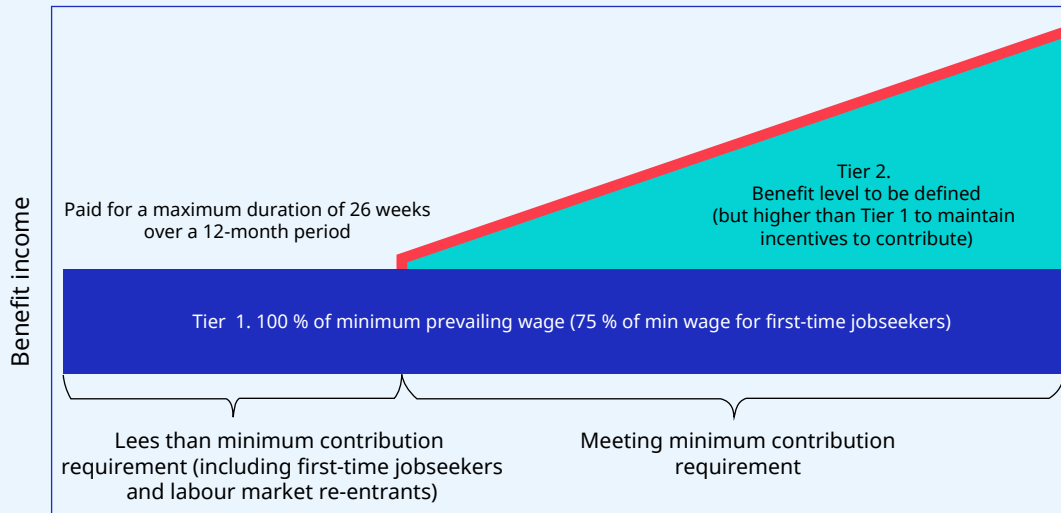 Benefit income
Paid for a maximum duration of 26 weeks
over a 12-month period
Tier 2.
Benefit level to be defined
(but higher than Tier 1 to maintain
incentives to contribute)
Tier  1. 100 % of minimum prevailing wage (75 % of min wage for first-time jobseekers)
Lees than minimum contribution
requirement (including first-time jobseekers
and labour market re-entrants)
Meeting minimum contribution
requirement